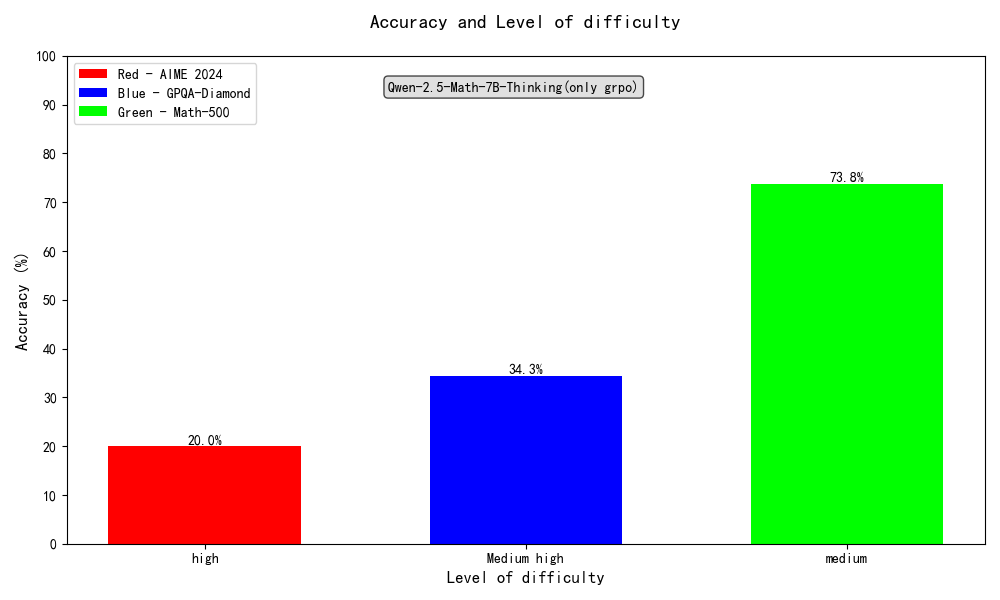 Accuracy and Level of difficulty
Red - AIME 2024
Blue - GPQA-Diamond
Green - Math-500
Qwen-2.5-Math-7B-Thinking(only grpo)
Accuracy (%)
100
90
80
70
60
50
40
30
20
10
0
20.0%
34.3%
73.8%
high
Medium high
medium
Level of difficulty